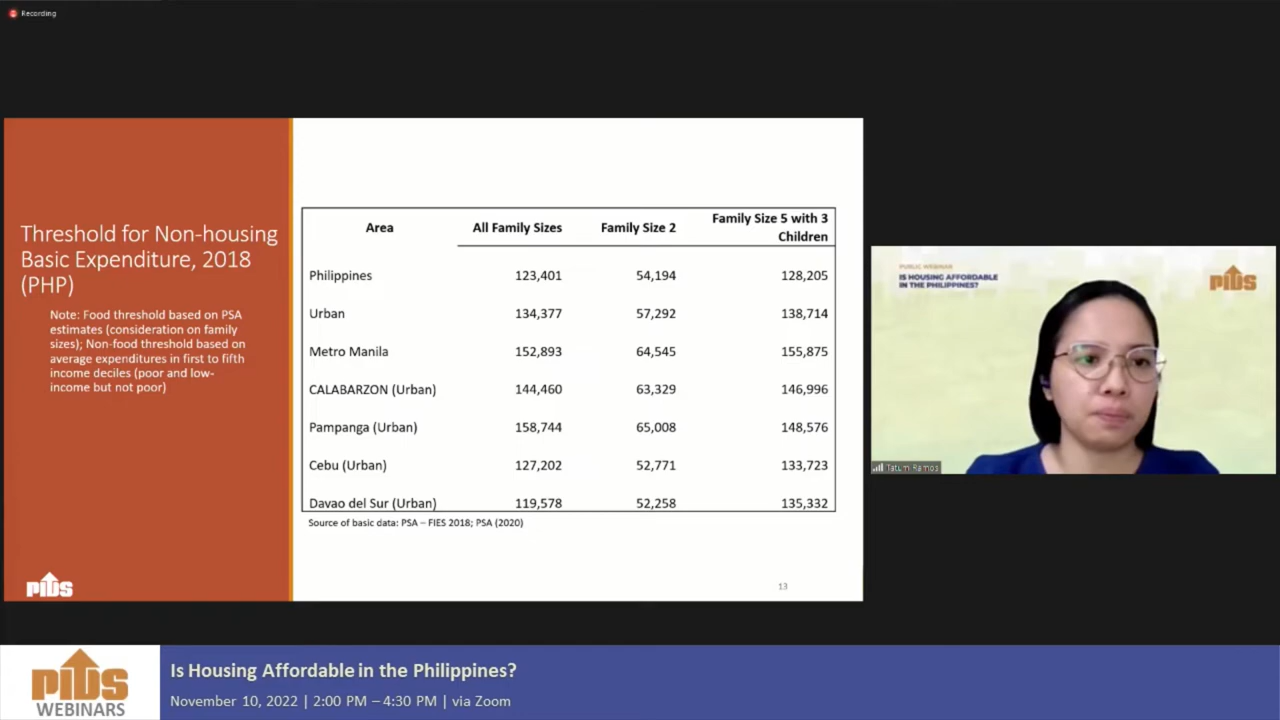 Recording
Threshold for Non-housing
Basic Expenditure, 2018
(PHP)
Note: Food threshold based on PSA
estimates (consideration on family
sizes); Non-food threshold based on
average expenditures in first to fifth
income deciles (poor and low-
income but not poor)
PIDS
Area All Family Sizes Family Size 2 Family Size 5 with 3
Children
Philippines 123,401 54,194 128,205
Urban 134,377 57,292 138,714
Metro Manila 152,893 64,545 155,875
CALABARZON (Urban) 144,460 63,329 146,996
Pampanga (Urban) 158,744 65,008 148,576
Cebu (Urban) 127,202 52,771 133,723
Davao del Sur (Urban) 119,578 52,258 135,332
Source of basic data: PSA – FIES 2018; PSA (2020)
13
PUBLIC WEBINAR
IS HOUSING AFFORDABLE
IN THE PHILIPPINES?
PIDS
Tatum Ramos
PIDS
WEBINARS
Is Housing Affordable in the Philippines?
November 10, 2022 | 2:00 PM – 4:30 PM | via Zoom